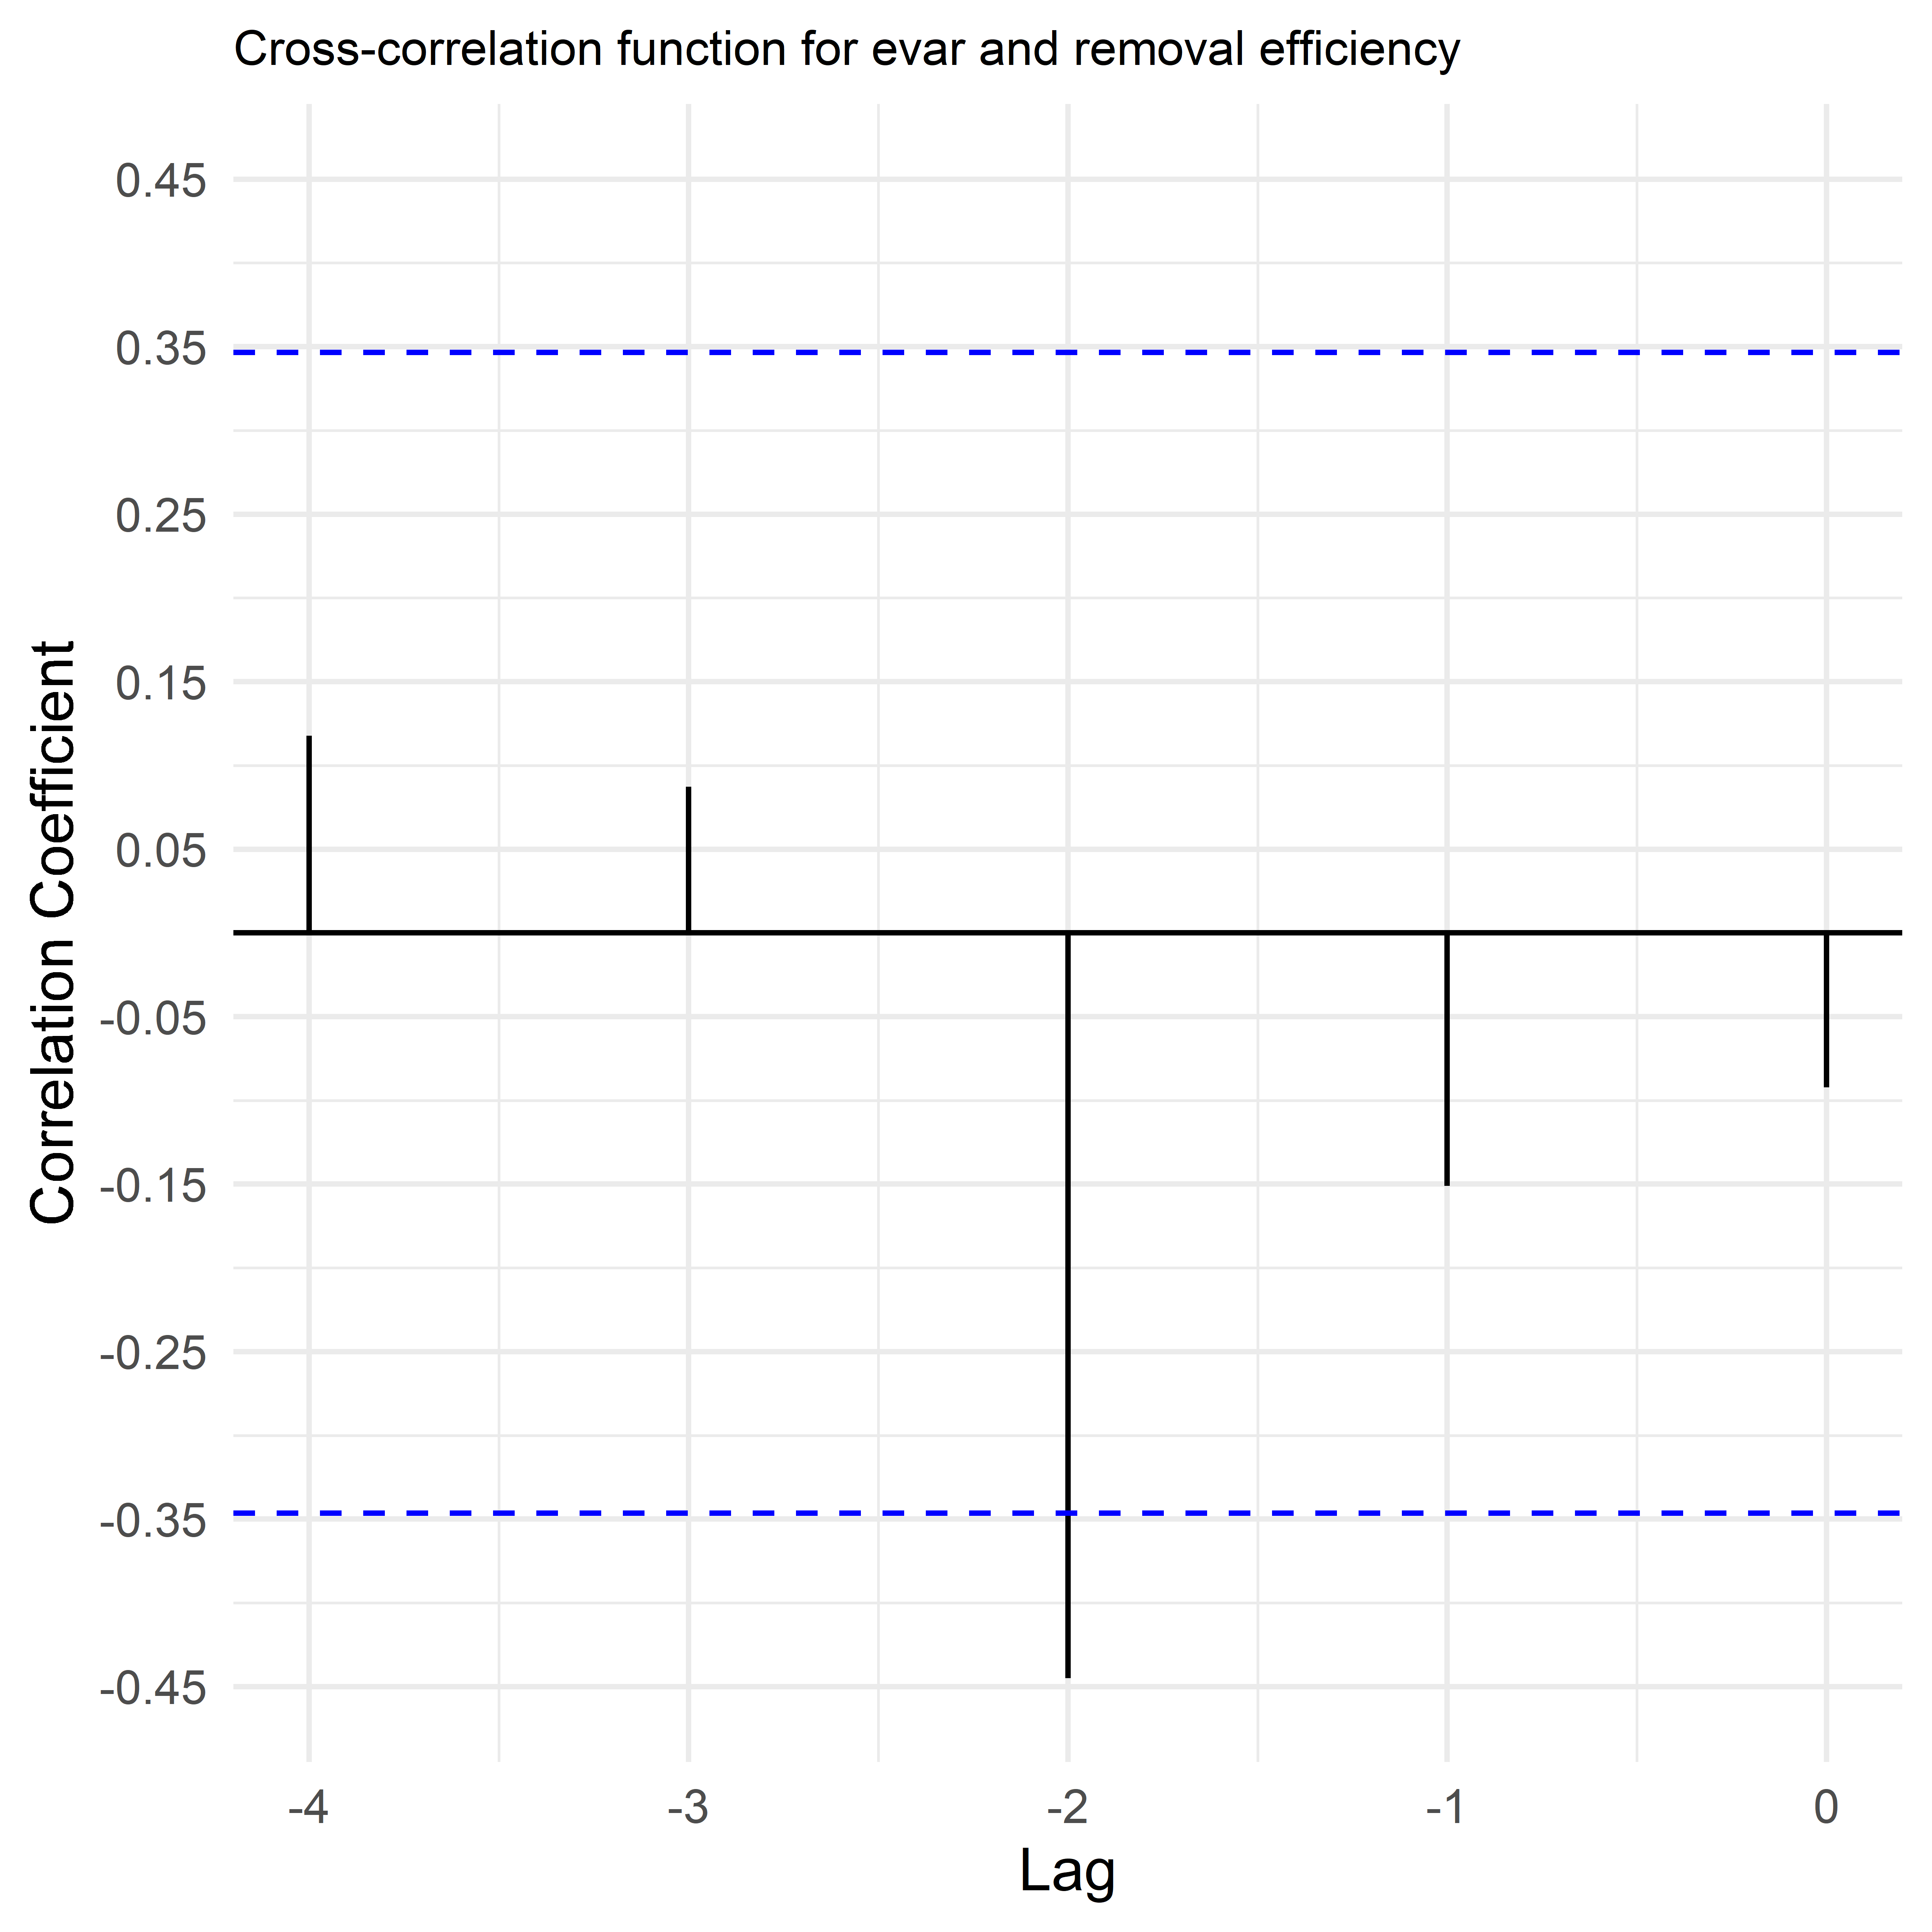 Cross-correlation function for evar and removal efficiency
0.45
0.35
0.25
0.15
0.05
-0.05
-0.15
-0.25
-0.35
-0.45
Correlation Coefficient
-4 -3 -2 -1 0
Lag